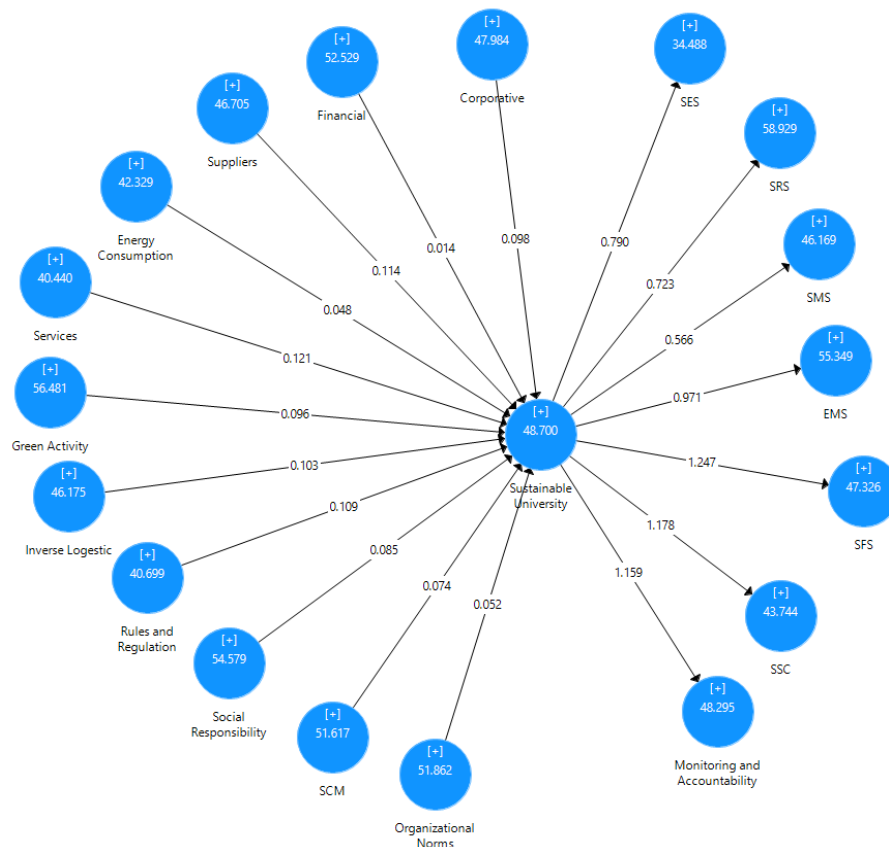 [+]
47.984
Corporative
[+]
34.488
SES
[+]
52.529
Financial
[+]
46.705
Suppliers
[+]
58.929
SRS
[+]
42.329
Energy
Consumption
[+]
46.169
SMS
[+]
40.440
Services
[+]
55.349
EMS
[+]
56.481
Green Activity
[+]
48.700
Sustainable
University
[+]
47.326
SFS
[+]
46.175
Inverse Logestic
[+]
40.699
Rules and
Regulation
[+]
43.744
SSC
[+]
54.579
Social
Responsibility
[+]
48.295
Monitoring and
Accountability
[+]
51.617
SCM
[+]
51.862
Organizational
Norms
0.098
0.014
0.114
0.048
0.121
0.096
0.103
0.109
0.085
0.074
0.052
0.790
0.723
0.566
0.971
1.247
1.178
1.159